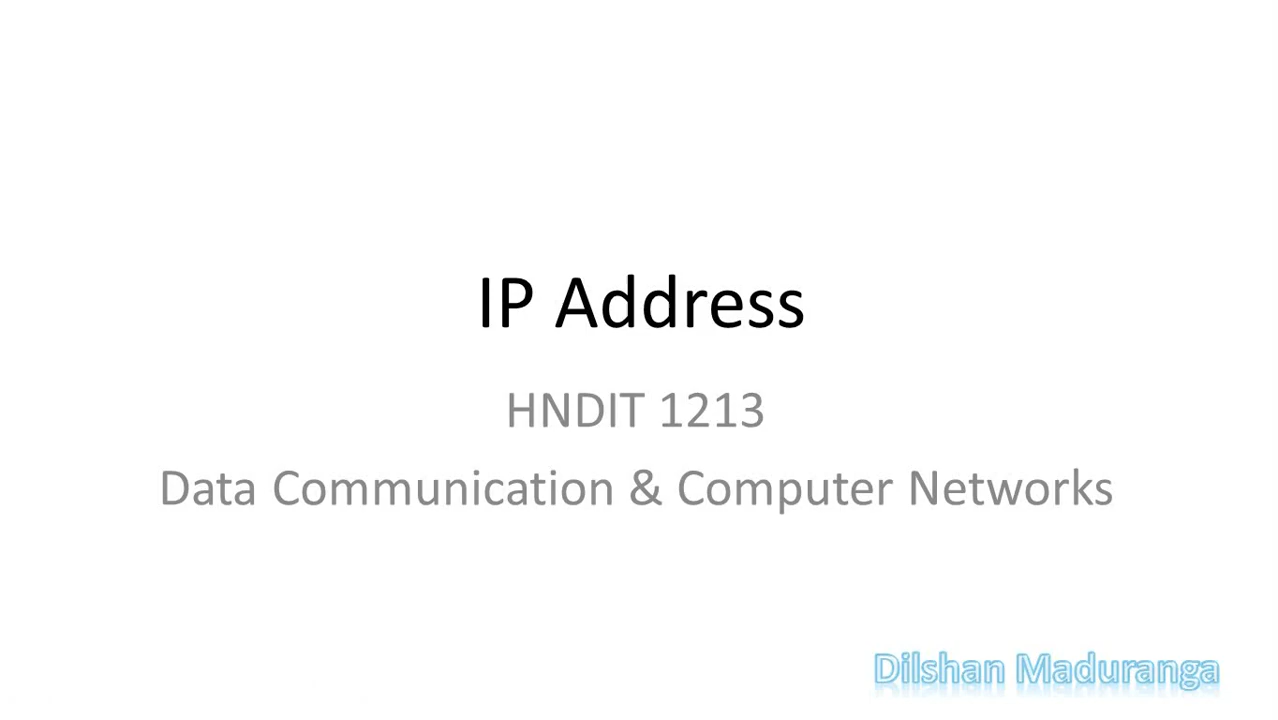 IP Address
HNDIT 1213
Data Communication & Computer Networks
Dilshan Maduranga